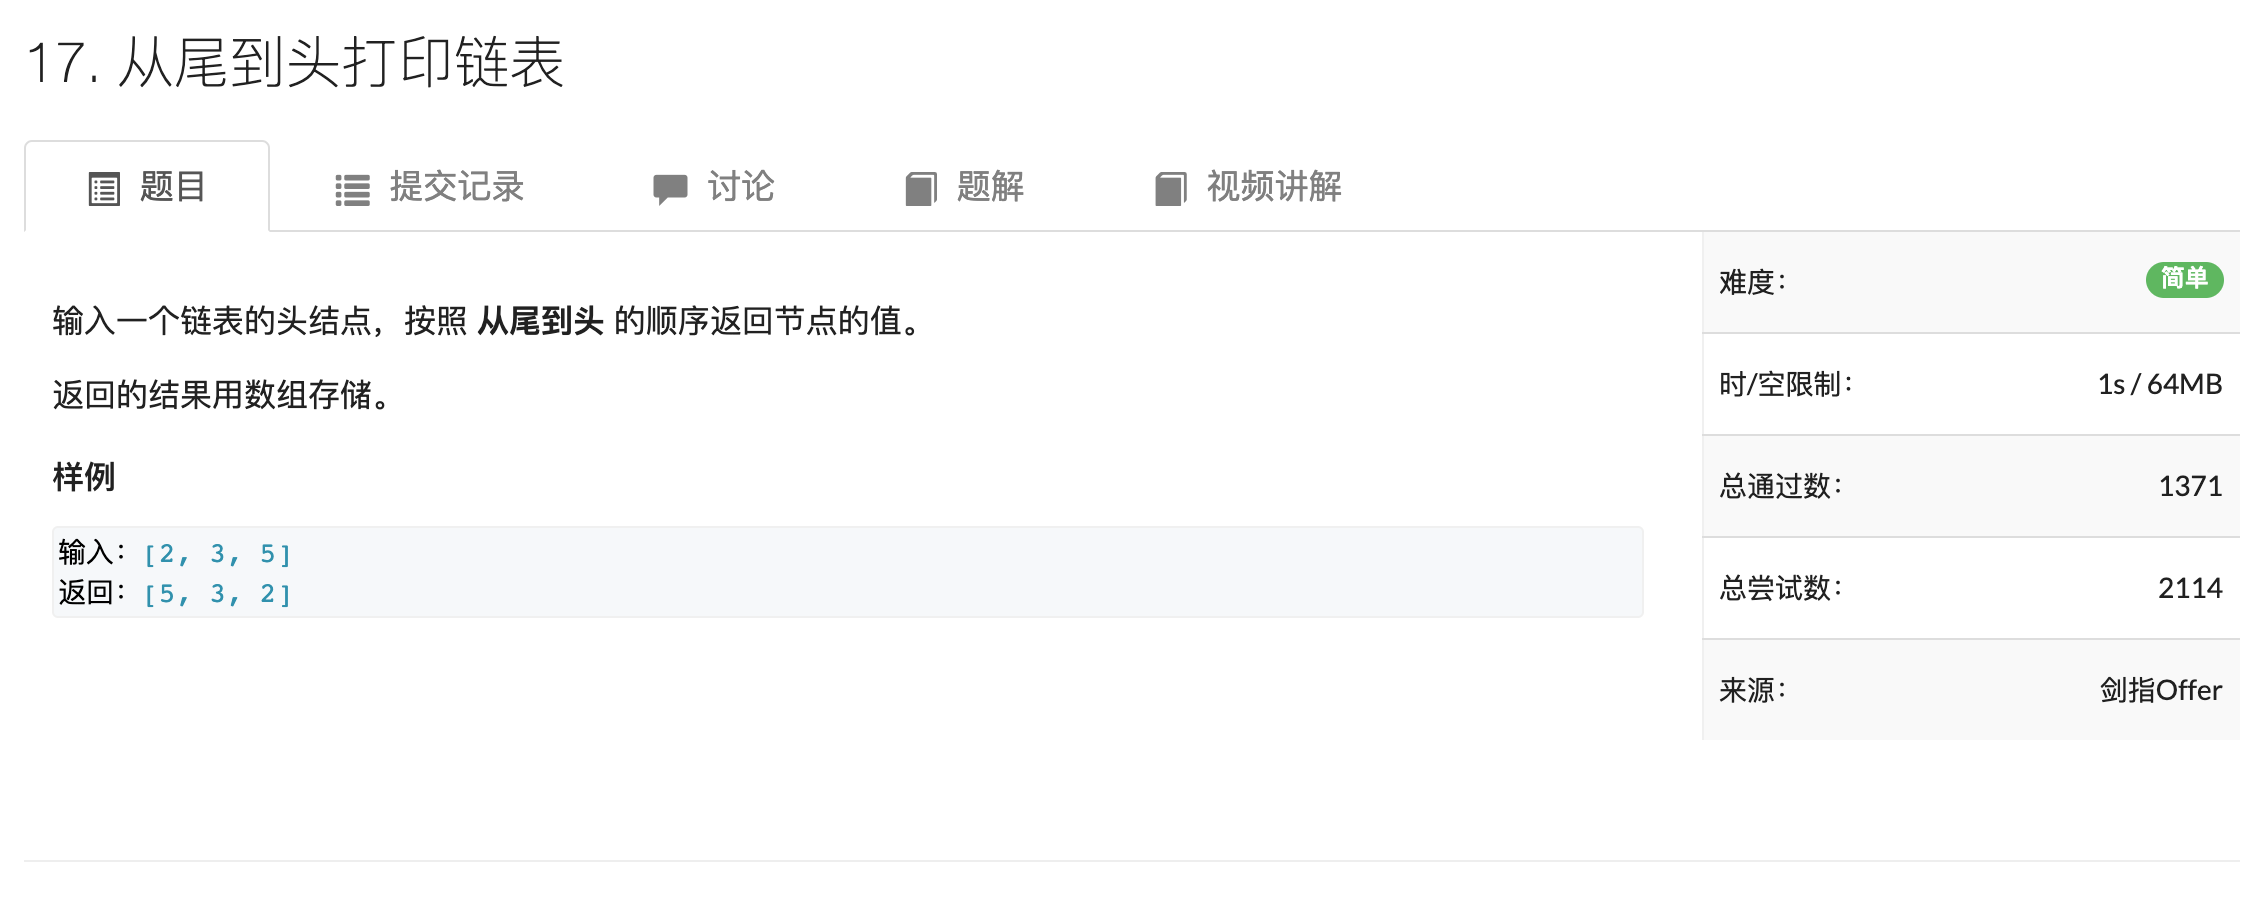 17. 从尾到头打印链表
题目
提交记录
讨论
题解
视频讲解
输入一个链表的头结点，按照 从尾到头 的顺序返回节点的值。
返回的结果用数组存储。
样例
输入：[2, 3, 5]
返回：[5, 3, 2]
难度： 简单
时/空限制： 1s / 64MB
总通过数： 1371
总尝试数： 2114
来源： 剑指Offer